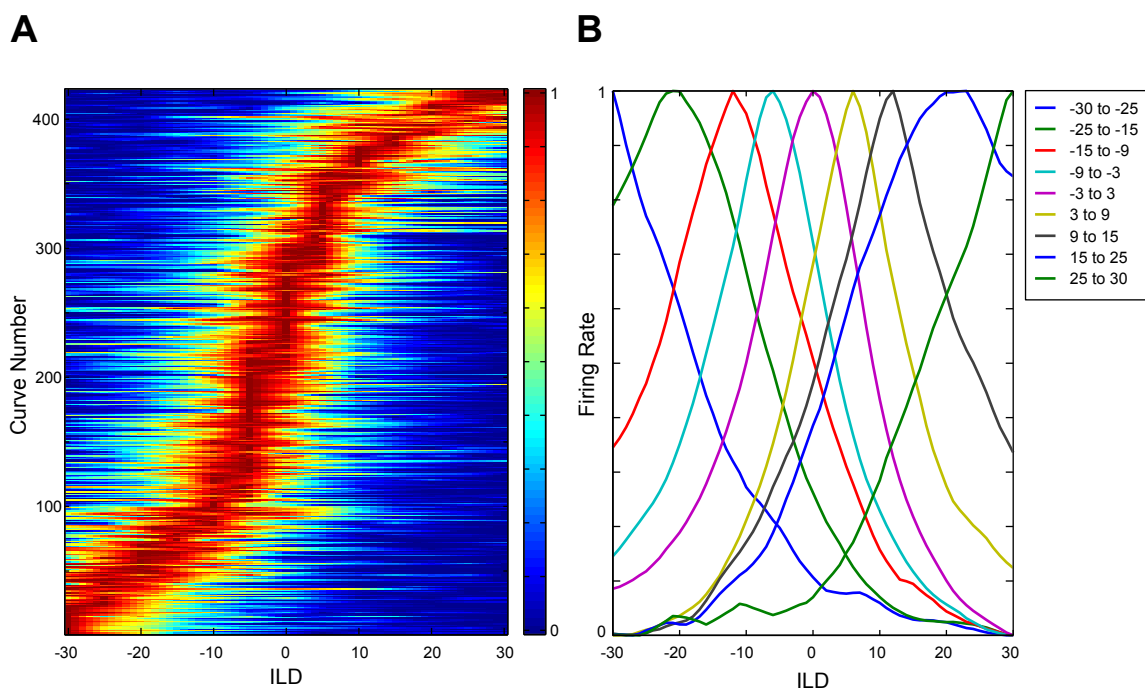 A
B
400
300
200
100
Curve Number
-30
-20
-10
0
10
20
30
ILD
1
0
1
0
Firing Rate
-30
-20
-10
0
10
20
30
ILD
-30 to -25
-25 to -15
-15 to -9
-9 to -3
-3 to 3
3 to 9
9 to 15
15 to 25
25 to 30